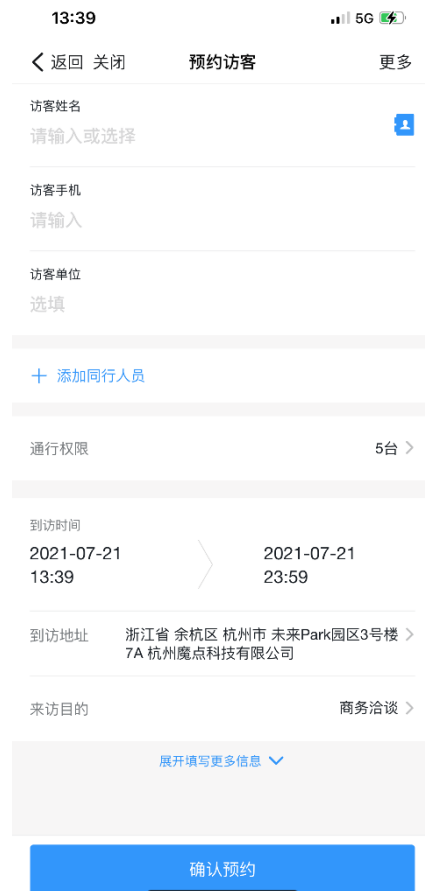 13:39 5G
返回 关闭 预约访客 更多
访客姓名
请输入或选择
访客手机
请输入
访客单位
选填
添加同行人员
通行权限 5台
到访时间
2021-07-21 2021-07-21
13:39 23:59
到访地址 浙江省 余杭区 杭州市 未来Park园区3号楼
7A 杭州魔点科技有限公司
来访目的 商务洽谈
展开填写更多信息
确认预约